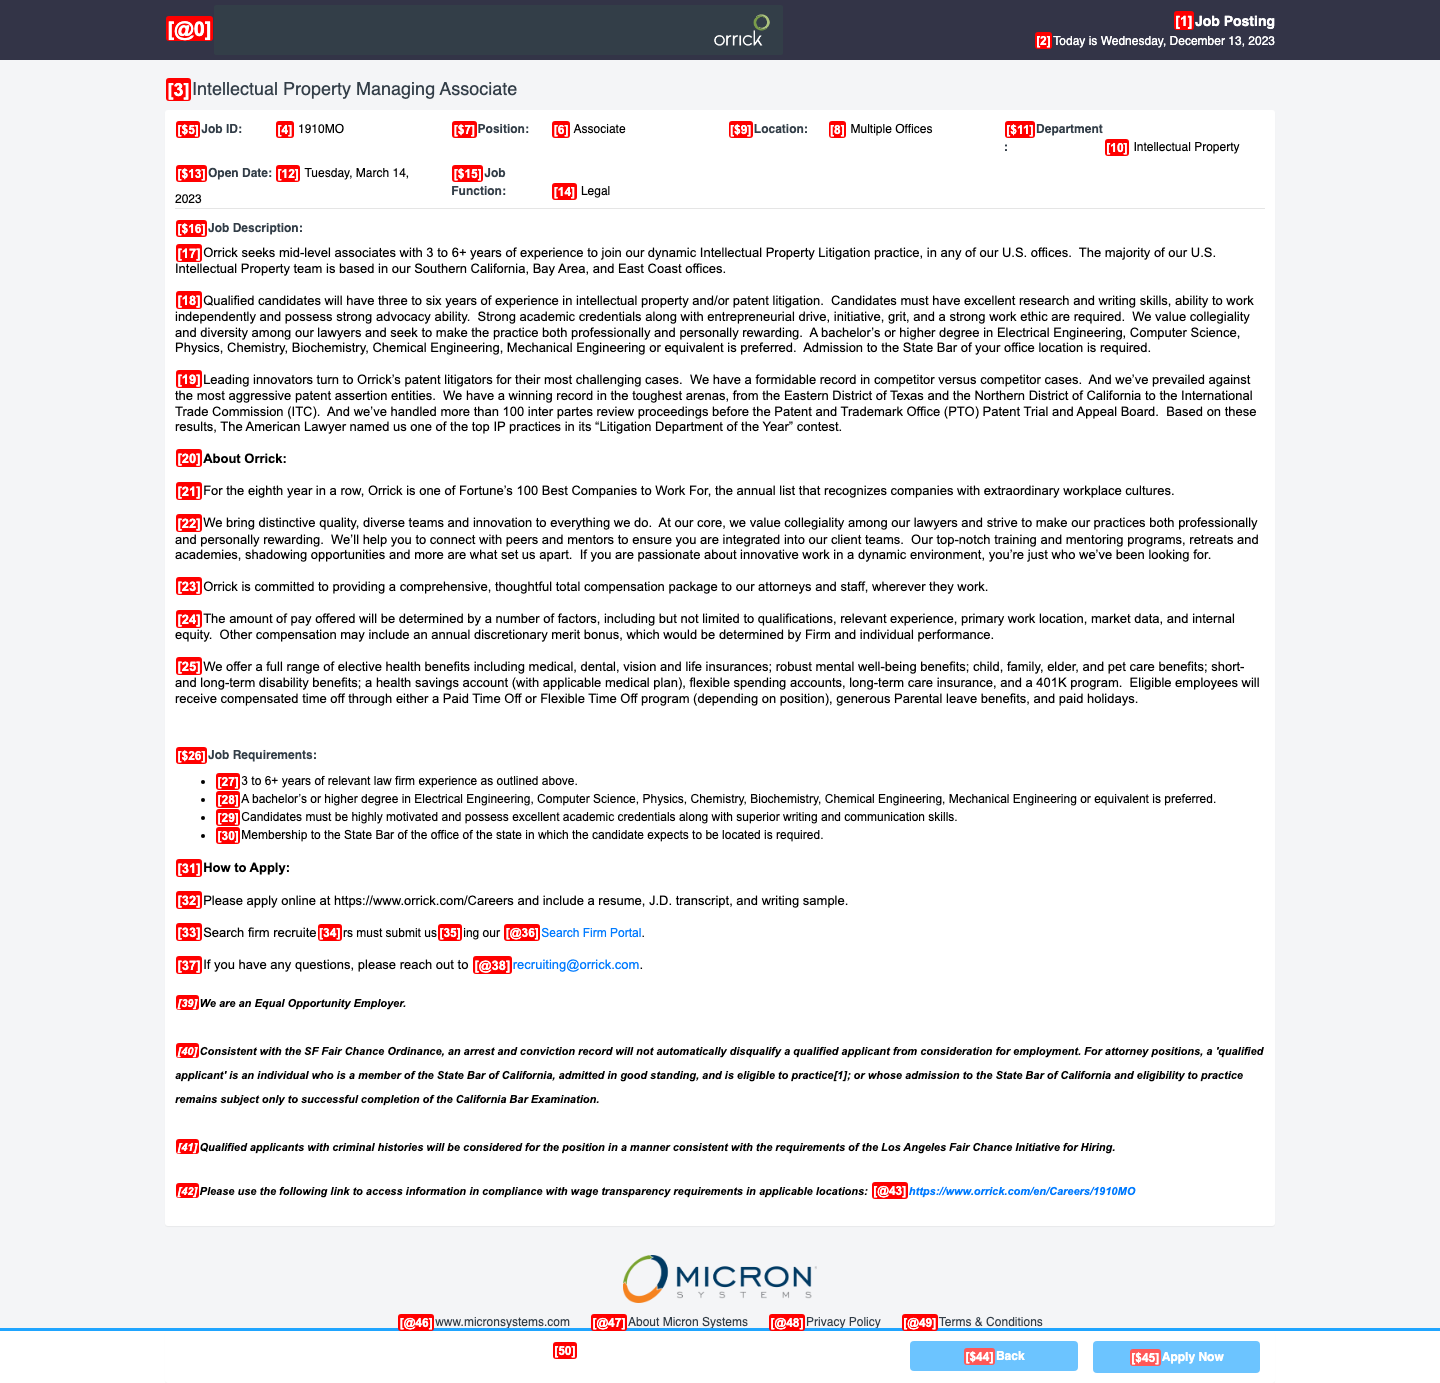 [@0] orrick
[1] Job Posting
[2] Today is Wednesday, December 13, 2023
[3] Intellectual Property Managing Associate
[$5] Job ID: [4] 1910MO [$7] Position: [6] Associate [$9] Location: [8] Multiple Offices [$11] Department
: [10] Intellectual Property
[$13] Open Date: [12] Tuesday, March 14, [$15] Job
Function: [14] Legal
2023
[$16] Job Description:
[17] Orrick seeks mid-level associates with 3 to 6+ years of experience to join our dynamic Intellectual Property Litigation practice, in any of our U.S. offices. The majority of our U.S.
Intellectual Property team is based in our Southern California, Bay Area, and East Coast offices.
[18] Qualified candidates will have three to six years of experience in intellectual property and/or patent litigation. Candidates must have excellent research and writing skills, ability to work
independently and possess strong advocacy ability. Strong academic credentials along with entrepreneurial drive, initiative, grit, and a strong work ethic are required. We value collegiality
and diversity among our lawyers and seek to make the practice both professionally and personally rewarding. A bachelor’s or higher degree in Electrical Engineering, Computer Science,
Physics, Chemistry, Biochemistry, Chemical Engineering, Mechanical Engineering or equivalent is preferred. Admission to the State Bar of your office location is required.
[19] Leading innovators turn to Orrick’s patent litigators for their most challenging cases. We have a formidable record in competitor versus competitor cases. And we’ve prevailed against
the most aggressive patent assertion entities. We have a winning record in the toughest arenas, from the Eastern District of Texas and the Northern District of California to the International
Trade Commission (ITC). And we’ve handled more than 100 inter partes review proceedings before the Patent and Trademark Office (PTO) Patent Trial and Appeal Board. Based on these
results, The American Lawyer named us one of the top IP practices in its “Litigation Department of the Year” contest.
[20] About Orrick:
[21] For the eighth year in a row, Orrick is one of Fortune’s 100 Best Companies to Work For, the annual list that recognizes companies with extraordinary workplace cultures.
[22] We bring distinctive quality, diverse teams and innovation to everything we do. At our core, we value collegiality among our lawyers and strive to make our practices both professionally
and personally rewarding. We’ll help you to connect with peers and mentors to ensure you are integrated into our client teams. Our top-notch training and mentoring programs, retreats and
academies, shadowing opportunities and more are what set us apart. If you are passionate about innovative work in a dynamic environment, you’re just who we’ve been looking for.
[23] Orrick is committed to providing a comprehensive, thoughtful total compensation package to our attorneys and staff, wherever they work.
[24] The amount of pay offered will be determined by a number of factors, including but not limited to qualifications, relevant experience, primary work location, market data, and internal
equity. Other compensation may include an annual discretionary merit bonus, which would be determined by Firm and individual performance.
[25] We offer a full range of elective health benefits including medical, dental, vision and life insurances; robust mental well-being benefits; child, family, elder, and pet care benefits; short-
and long-term disability benefits; a health savings account (with applicable medical plan), flexible spending accounts, long-term care insurance, and a 401K program. Eligible employees will
receive compensated time off through either a Paid Time Off or Flexible Time Off program (depending on position), generous Parental leave benefits, and paid holidays.
[$26] Job Requirements:
• [27] 3 to 6+ years of relevant law firm experience as outlined above.
• [28] A bachelor’s or higher degree in Electrical Engineering, Computer Science, Physics, Chemistry, Biochemistry, Chemical Engineering, Mechanical Engineering or equivalent is preferred.
• [29] Candidates must be highly motivated and possess excellent academic credentials along with superior writing and communication skills.
• [30] Membership to the State Bar of the office of the state in which the candidate expects to be located is required.
[31] How to Apply:
[32] Please apply online at https://www.orrick.com/Careers and include a resume, J.D. transcript, and writing sample.
[33] Search firm recruite[34]rs must submit us[35]ing our [@36] Search Firm Portal.
[37] If you have any questions, please reach out to [@38] recruiting@orrick.com.
[39] We are an Equal Opportunity Employer.
[40] Consistent with the SF Fair Chance Ordinance, an arrest and conviction record will not automatically disqualify a qualified applicant from consideration for employment. For attorney positions, a 'qualified
applicant' is an individual who is a member of the State Bar of California, admitted in good standing, and is eligible to practice[1]; or whose admission to the State Bar of California and eligibility to practice
remains subject only to successful completion of the California Bar Examination.
[41] Qualified applicants with criminal histories will be considered for the position in a manner consistent with the requirements of the Los Angeles Fair Chance Initiative for Hiring.
[42] Please use the following link to access information in compliance with wage transparency requirements in applicable locations: [@43] https://www.orrick.com/en/Careers/1910MO
MICRON
SYSTEMS
[@46] www.micronsystems.com [@47] About Micron Systems [@48] Privacy Policy [@49] Terms & Conditions
[50] [$44] Back [$45] Apply Now